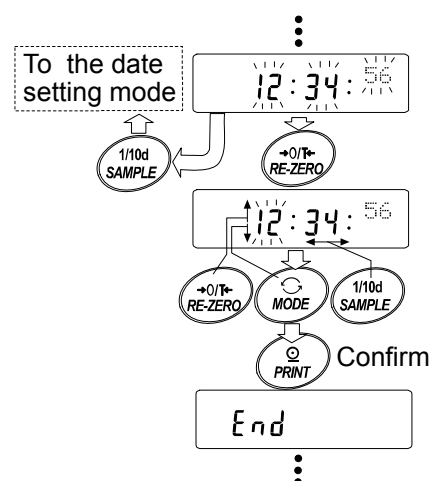 To the date
setting mode
12:34:56
1/10d
SAMPLE
→0/T←
RE-ZERO
12:34:56
→0/T←
RE-ZERO
MODE
1/10d
SAMPLE
PRINT
Confirm
End